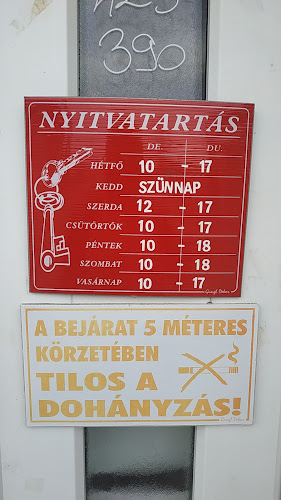 390
NYITVATARTÁS
DE. DU.
HÉTFŐ 10 - 17
KEDD SZÜNNAP
SZERDA 12 - 17
CSÜTÖRTÖK 10 - 17
PÉNTEK 10 - 18
SZOMBAT 10 - 18
VASÁRNAP 10 - 17
A BEJÁRAT 5 MÉTERES
KÖRZETÉBEN
TILOS A
DOHÁNYZÁS!